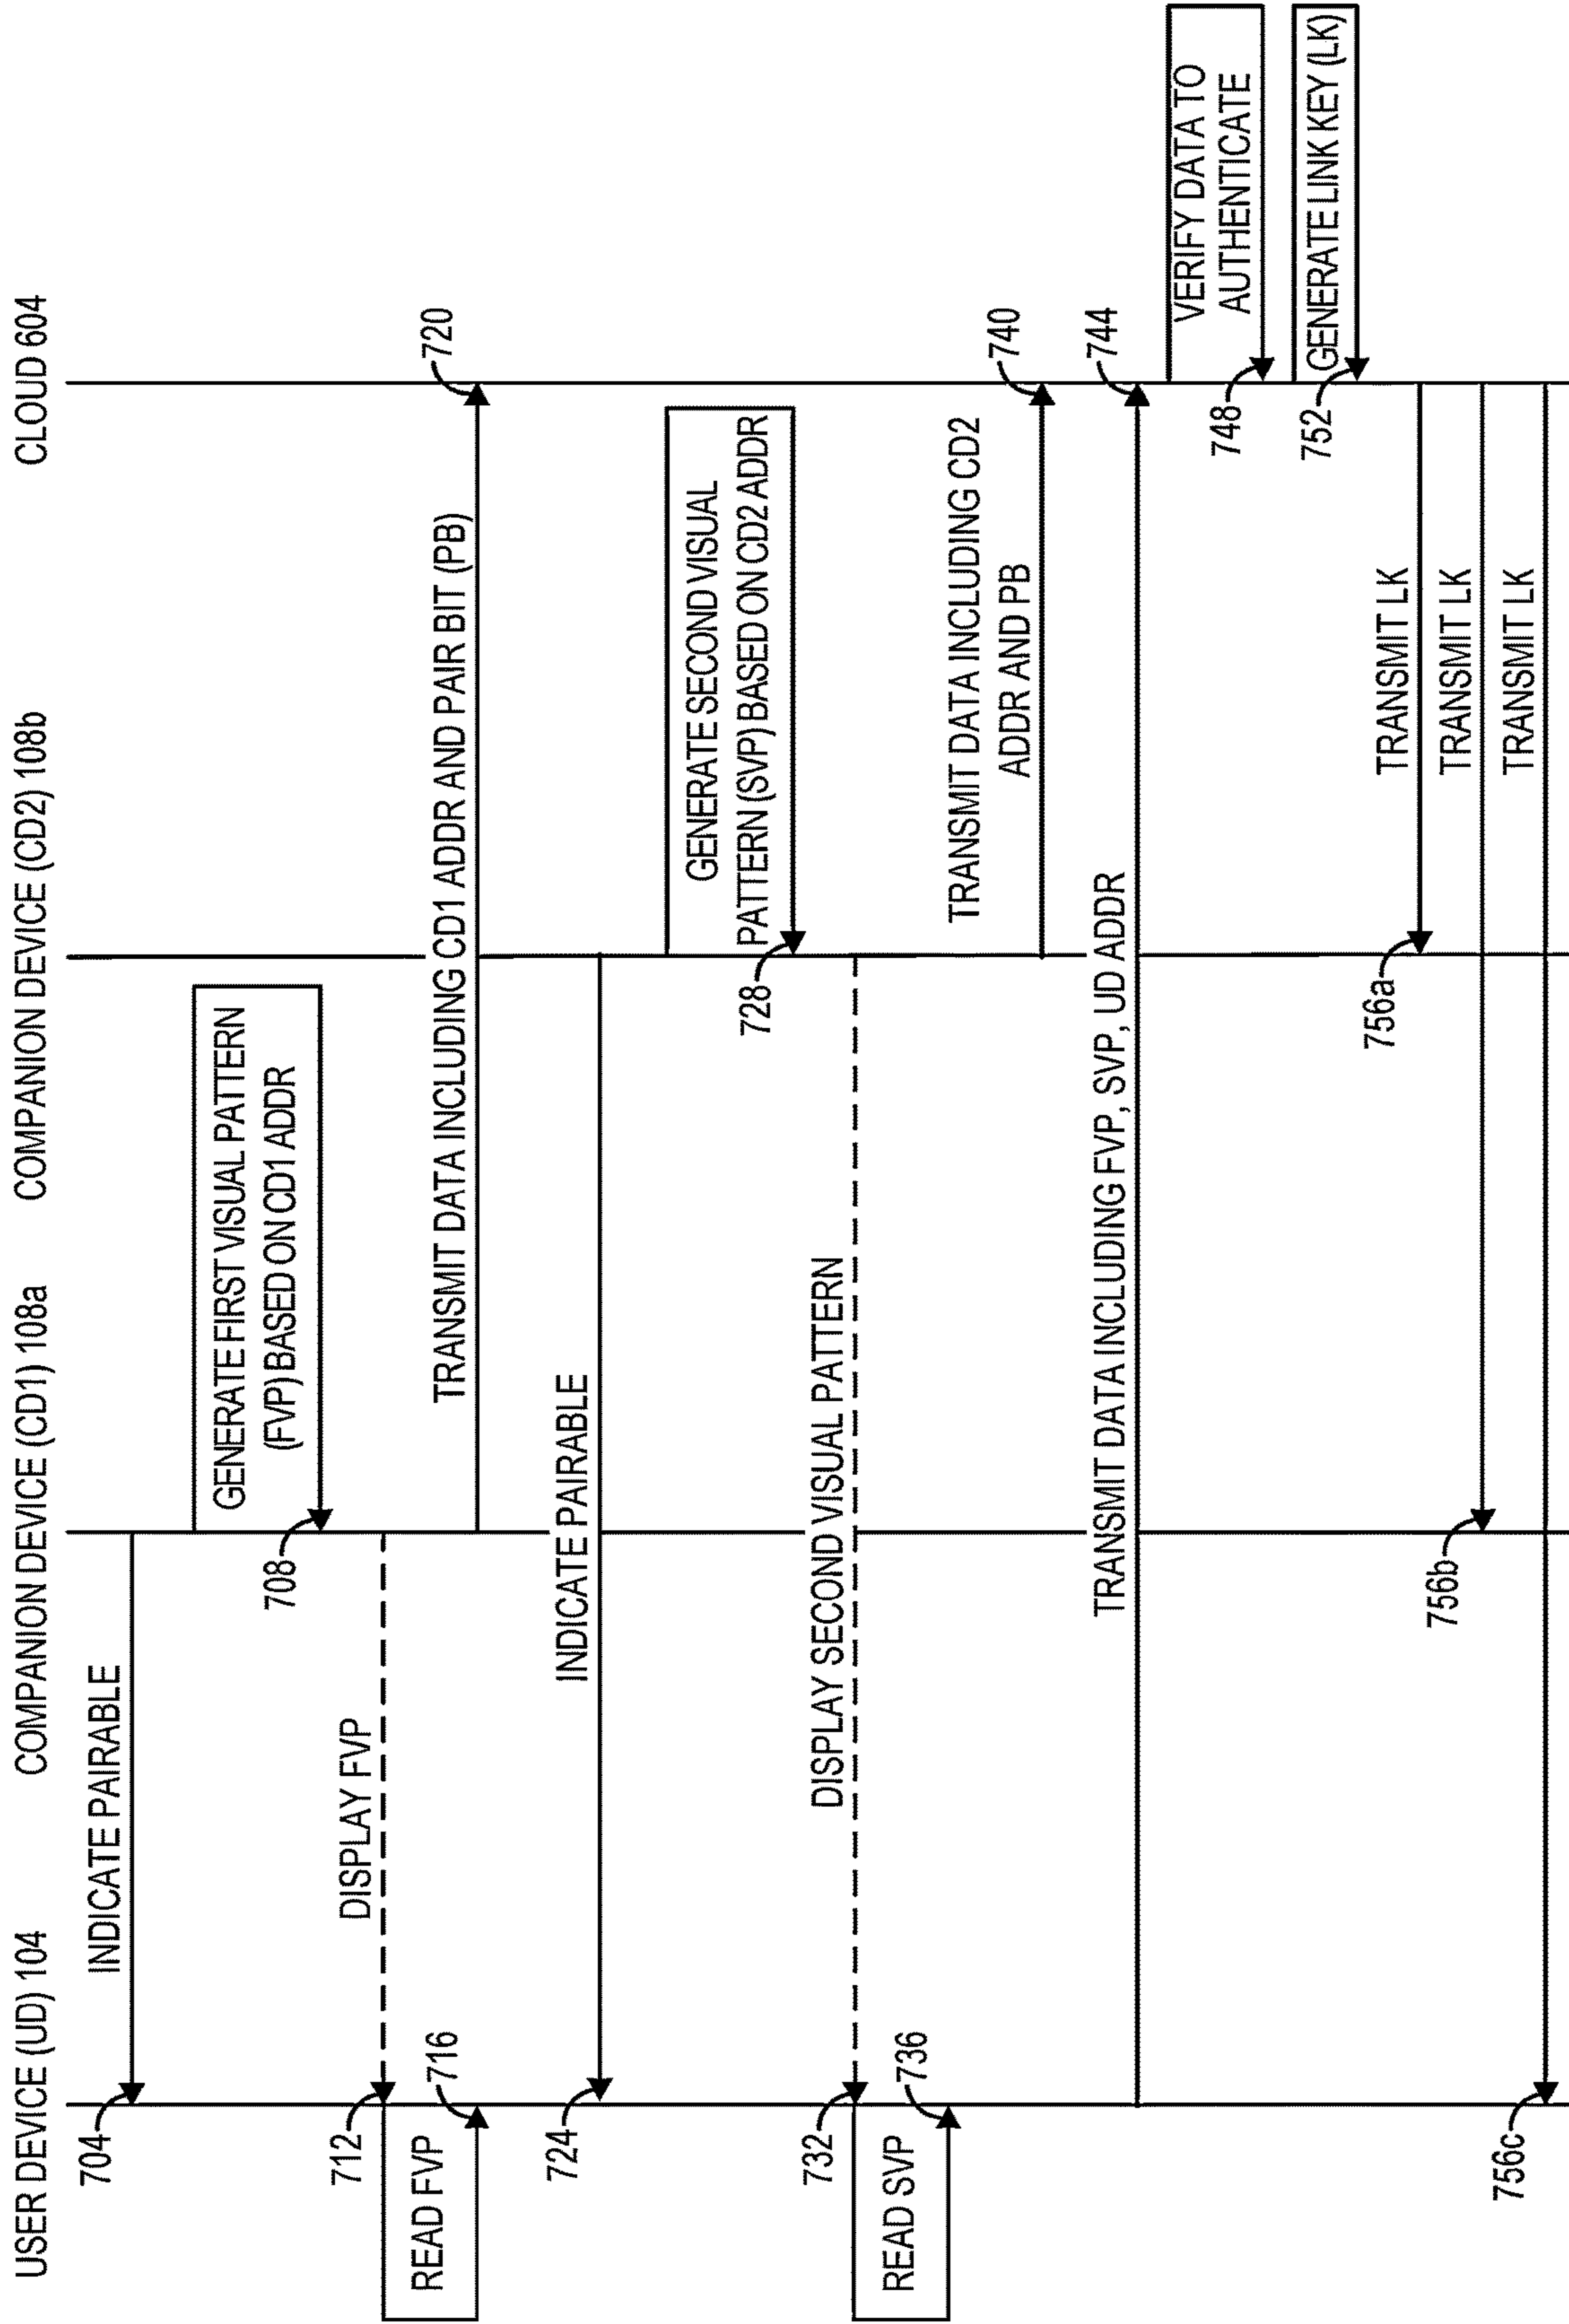 USER DEVICE (UD) 104
COMPANION DEVICE (CD1) 108a
COMPANION DEVICE (CD2) 108b
CLOUD 604
INDICATE PAIRABLE
704
GENERATE FIRST VISUAL PATTERN
(FVP) BASED ON CD1 ADDR
708
DISPLAY FVP
712
READ FVP
716
TRANSMIT DATA INCLUDING CD1 ADDR AND PAIR BIT (PB)
720
INDICATE PAIRABLE
724
GENERATE SECOND VISUAL
PATTERN (SVP) BASED ON CD2 ADDR
728
DISPLAY SECOND VISUAL PATTERN
732
READ SVP
736
TRANSMIT DATA INCLUDING CD2
ADDR AND PB
740
TRANSMIT DATA INCLUDING FVP, SVP, UD ADDR
744
VERIFY DATA TO
AUTHENTICATE
748
GENERATE LINK KEY (LK)
752
TRANSMIT LK
756a
TRANSMIT LK
756b
TRANSMIT LK
756c